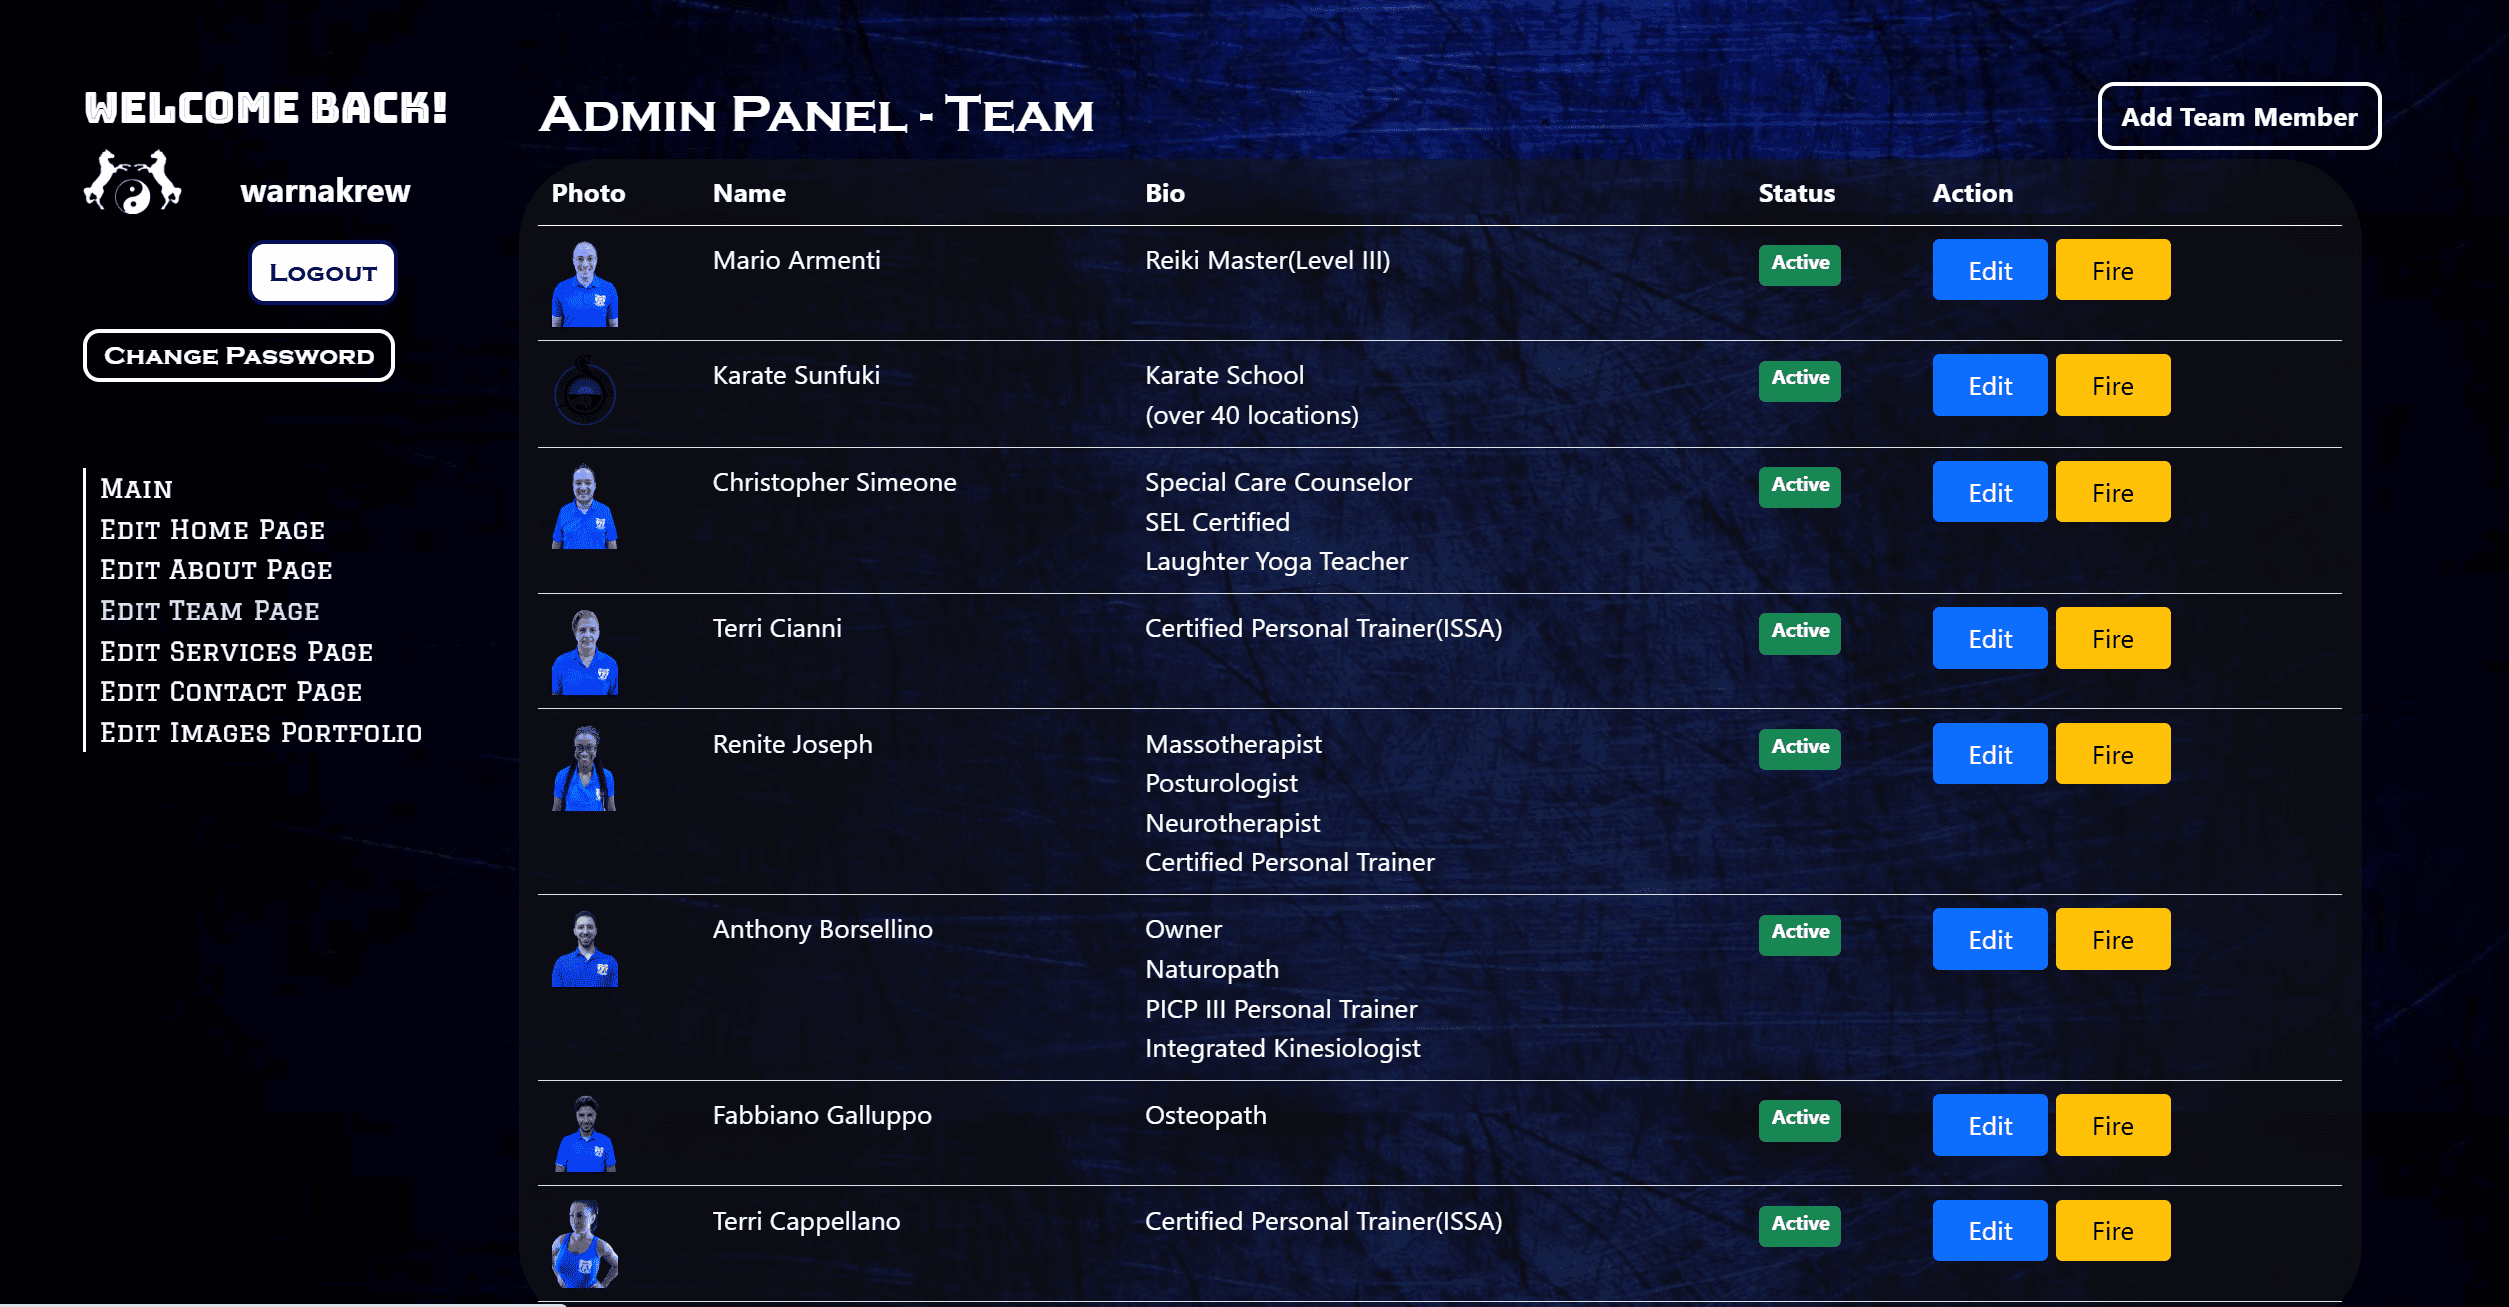 WELCOME BACK!
warnakrew
LOGOUT
CHANGE PASSWORD
MAIN
EDIT HOME PAGE
EDIT ABOUT PAGE
EDIT TEAM PAGE
EDIT SERVICES PAGE
EDIT CONTACT PAGE
EDIT IMAGES PORTFOLIO
ADMIN PANEL - TEAM
Add Team Member
Photo Name Bio Status Action
Mario Armenti Reiki Master(Level III) Active Edit Fire
Karate Sunfuki Karate School Active Edit Fire
(over 40 locations)
Christopher Simeone Special Care Counselor Active Edit Fire
SEL Certified
Laughter Yoga Teacher
Terri Cianni Certified Personal Trainer(ISSA) Active Edit Fire
Renite Joseph Massotherapist Active Edit Fire
Posturologist
Neurotherapist
Certified Personal Trainer
Anthony Borsellino Owner Active Edit Fire
Naturopath
PICP III Personal Trainer
Integrated Kinesiologist
Fabbiano Galluppo Osteopath Active Edit Fire
Terri Cappellano Certified Personal Trainer(ISSA) Active Edit Fire